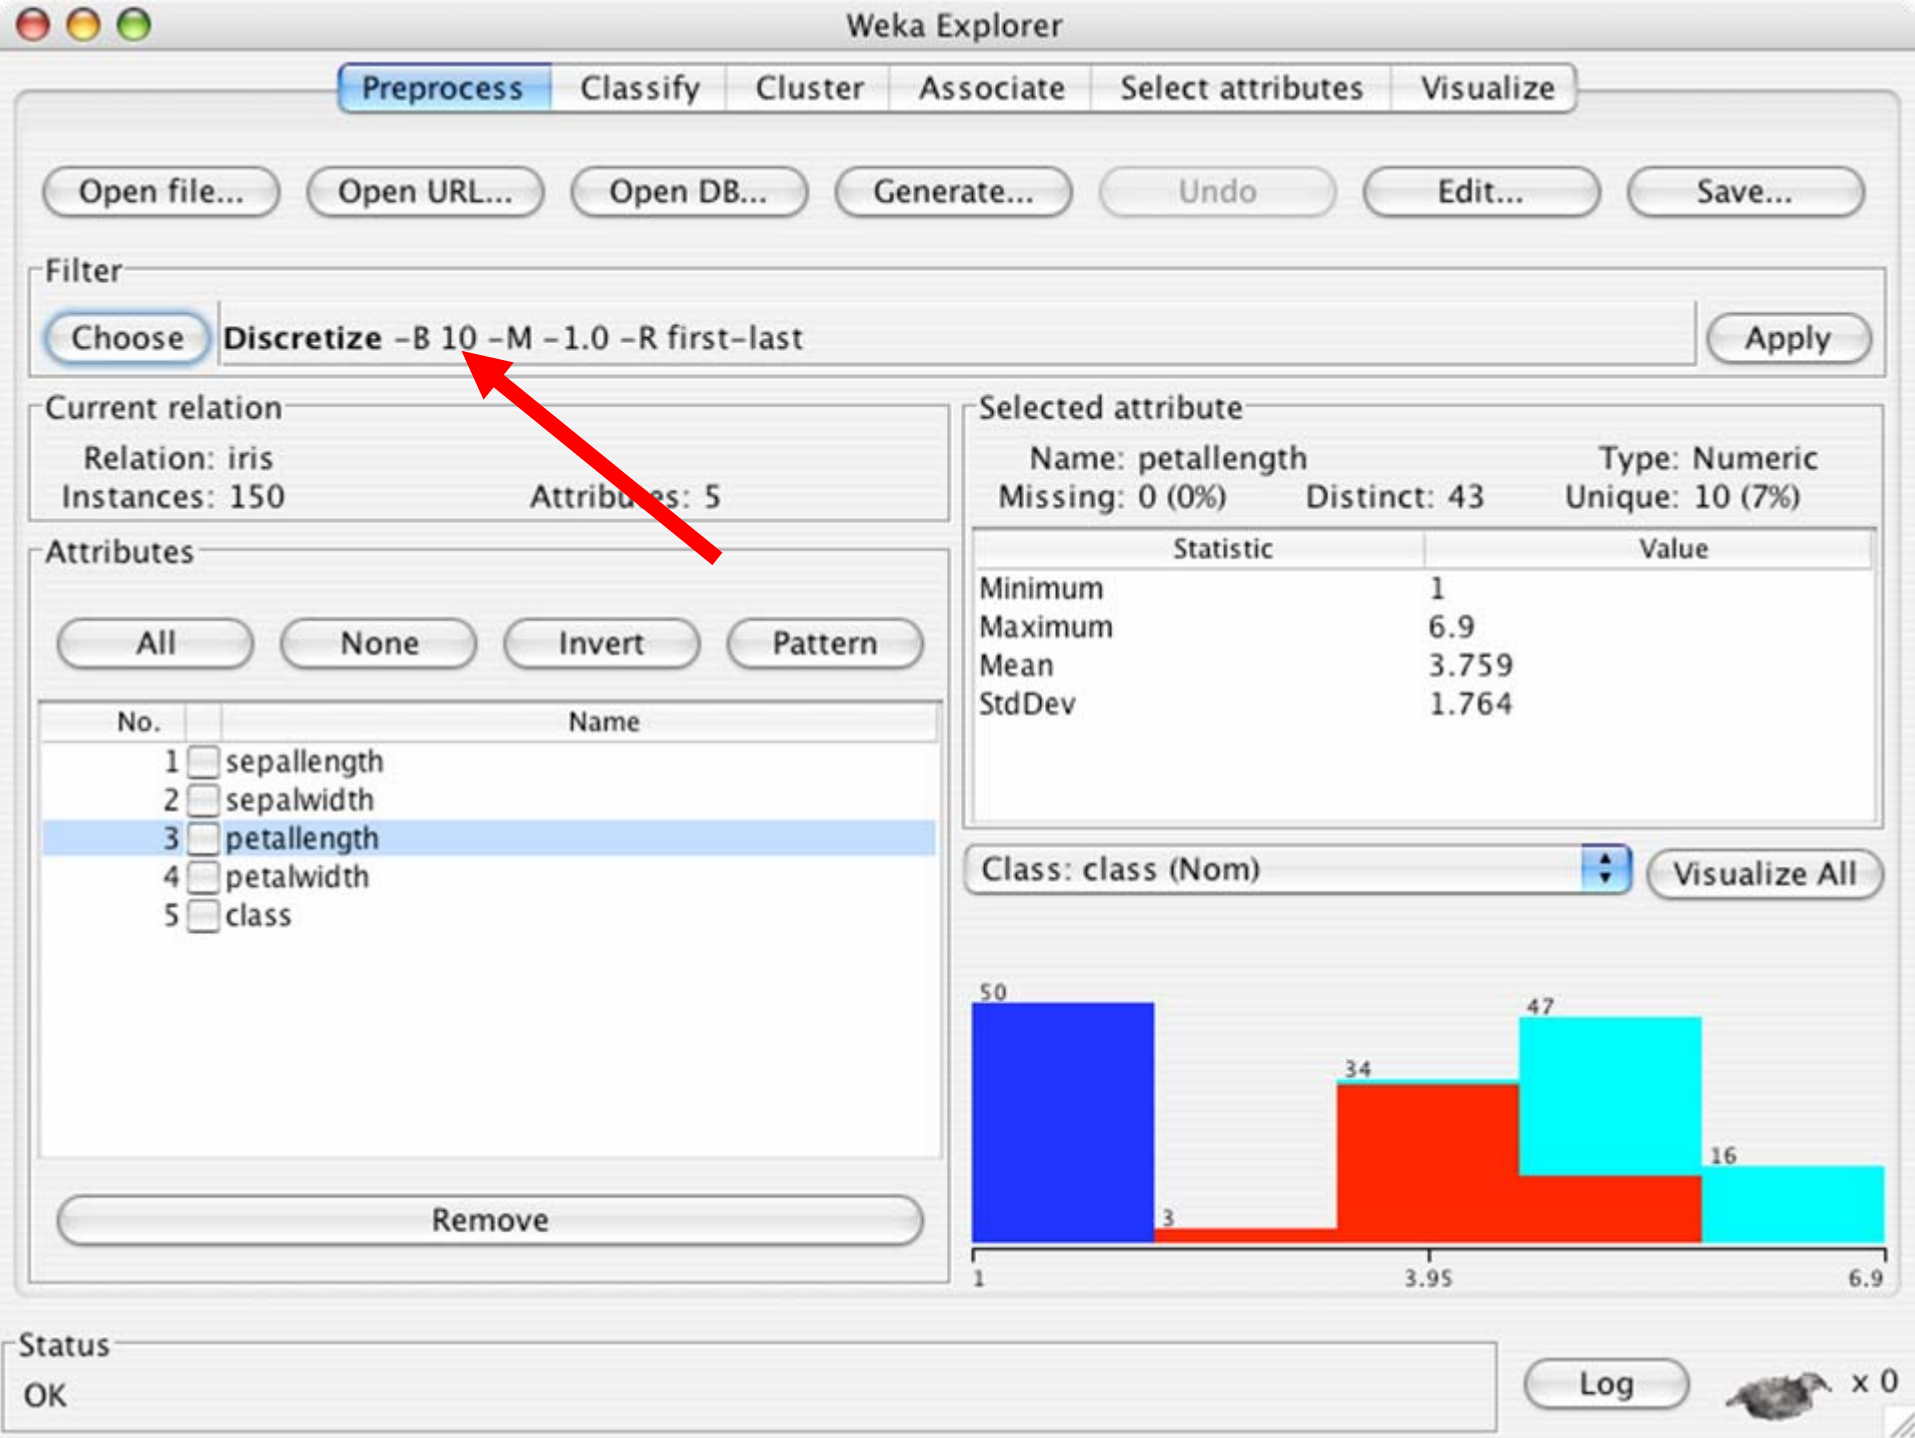 Weka Explorer
Preprocess Classify Cluster Associate Select attributes Visualize
Open file... Open URL... Open DB... Generate... Undo Edit... Save...
Filter
Choose Discretize -B 10 -M -1.0 -R first-last Apply
Current relation
Relation: iris
Instances: 150 Attributes: 5
Selected attribute
Name: petallength Type: Numeric
Missing: 0 (0%) Distinct: 43 Unique: 10 (7%)
Statistic Value
Minimum 1
Maximum 6.9
Mean 3.759
StdDev 1.764
Attributes
All None Invert Pattern
No. Name
1 sepallength
2 sepalwidth
3 petallength
4 petalwidth
5 class
Remove
Class: class (Nom) Visualize All
50
47
34
16
3
1 3.95 6.9
Status
OK
Log x 0